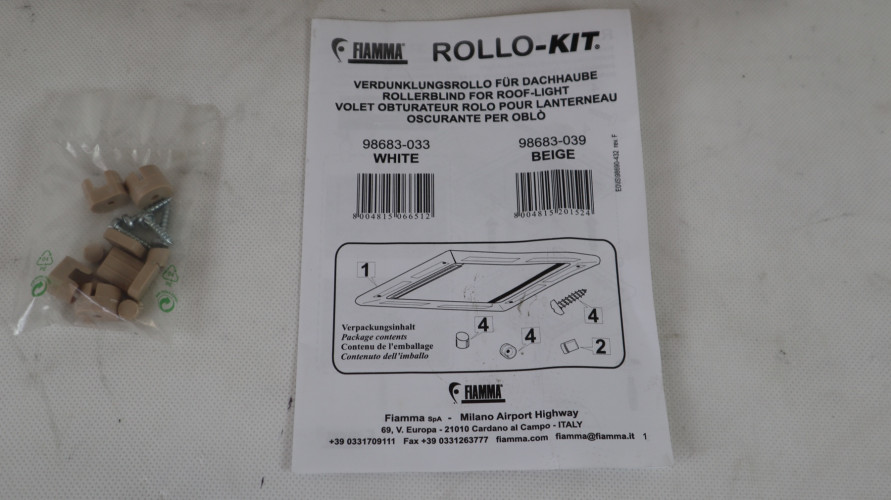 FIAMMA® ROLLO-KIT®
VERDUNKLUNGSROLLO FÜR DACHHAUBE
ROLLERBLIND FOR ROOF-LIGHT
VOLET OBTURATEUR ROLO POUR LANTERNEAU
OSCURANTE PER OBLÒ
98683-033
WHITE
8004815066512
98683-039
BEIGE
8004815201524
1
4
4
4
2
Verpackungsinhalt
Package contents
Contenu de l'emballage
Contenuto dell'imballo
FIAMMA®
Fiamma SpA - Milano Airport Highway
69, V. Europa - 21010 Cardano al Campo - ITALY
+39 0331709111 Fax +39 0331263777 fiamma.com fiamma@fiamma.it 1